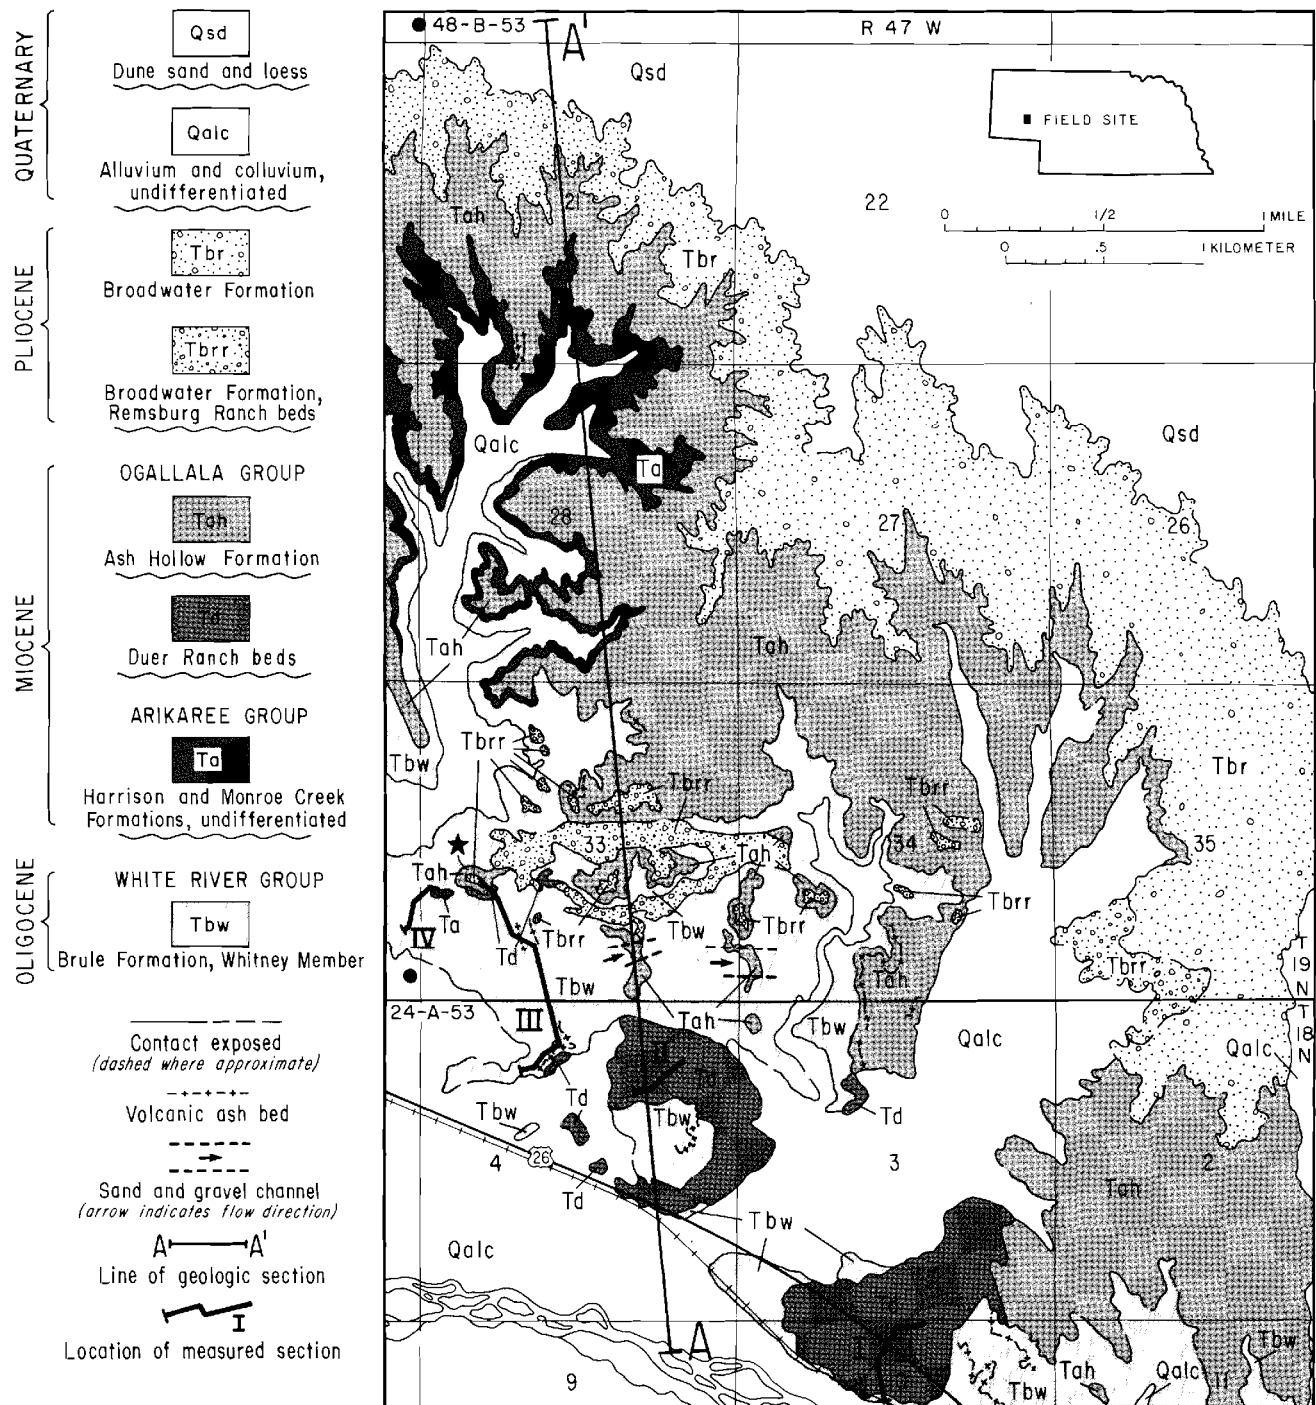 QUATERNARY
Qsd
Dune sand and loess
Qalc
Alluvium and colluvium,
undifferentiated
PLIOCENE
Tbr
Broadwater Formation
Tbrr
Broadwater Formation,
Remsburg Ranch beds
MIOCENE
OGALLALA GROUP
Tah
Ash Hollow Formation
Td
Duer Ranch beds
ARIKAREE GROUP
Ta
Harrison and Monroe Creek
Formations, undifferentiated
OLIGOCENE
WHITE RIVER GROUP
Tbw
Brule Formation, Whitney Member
Contact exposed
(dashed where approximate)
Volcanic ash bed
Sand and gravel channel
(arrow indicates flow direction)
A A'
Line of geologic section
I
Location of measured section
48-B-53
A'
R 47 W
Qsd
FIELD SITE
0 1/2 1 MILE
0 .5 1 KILOMETER
21
22
Tah
Tbr
Qalc
Ta
Qsd
28
27
26
Tah
Tah
Tbw
Tbrr
Tbrr
Tbrr
Tbr
33
34
35
Tah
Tah
Ta
IV
Td
Tbrr
Tbw
Tbrr
Tbrr
Tbrr
T
19
N
Tbw
Tah
24-A-53
III
Tah
Tbw
Qalc
T
18
N
Qalc
II
Td
Tbw
Td
Tbw
Td
4
26
3
2
Td
Tah
Tbw
Qalc
Td
A
I
9
Tbw
Tah
Qalc
11
Tbw